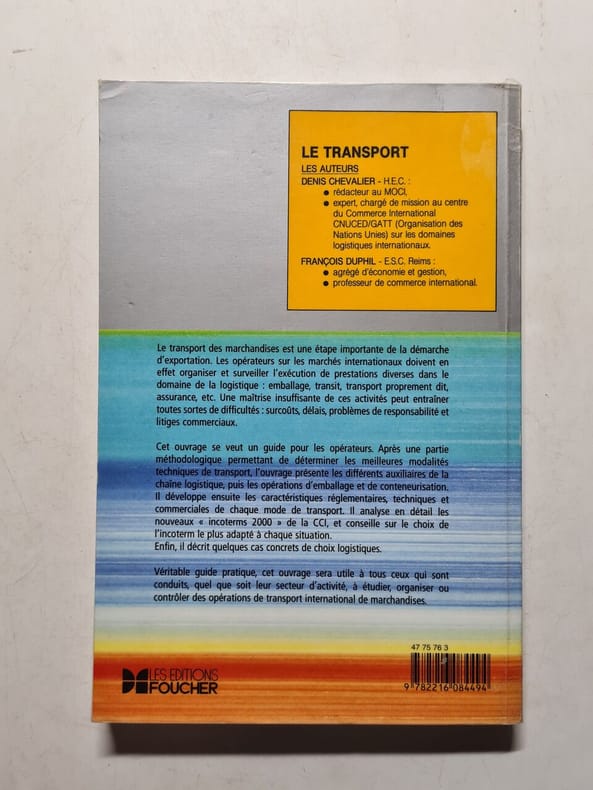 LE TRANSPORT
LES AUTEURS
DENIS CHEVALIER - H.E.C. :
● rédacteur au MOCI,
● expert, chargé de mission au centre
du Commerce International
CNUCED/GATT (Organisation des
Nations Unies) sur les domaines
logistiques internationaux.
FRANÇOIS DUPHIL - E.S.C. Reims :
● agrégé d'économie et gestion,
● professeur de commerce international.
Le transport des marchandises est une étape importante de la démarche
d'exportation. Les opérateurs sur les marchés internationaux doivent en
effet organiser et surveiller l'exécution de prestations diverses dans le
domaine de la logistique : emballage, transit, transport proprement dit,
assurance, etc. Une maîtrise insuffisante de ces activités peut entraîner
toutes sortes de difficultés : surcoûts, délais, problèmes de responsabilité et
litiges commerciaux.
Cet ouvrage se veut un guide pour les opérateurs. Après une partie
méthodologique permettant de déterminer les meilleures modalités
techniques de transport, l'ouvrage présente les différents auxiliaires de la
chaîne logistique, puis les opérations d'emballage et de conteneurisation.
Il développe ensuite les caractéristiques réglementaires, techniques et
commerciales de chaque mode de transport. Il analyse en détail les
nouveaux « incoterms 2000 » de la CCI, et conseille sur le choix de
l'incoterm le plus adapté à chaque situation.
Enfin, il décrit quelques cas concrets de choix logistiques.
Véritable guide pratique, cet ouvrage sera utile à tous ceux qui sont
conduits, quel que soit leur secteur d'activité, à étudier, organiser ou
contrôler des opérations de transport international de marchandises.
47 75 76 3
9 782216 084494
LES EDITIONS
FOUCHER